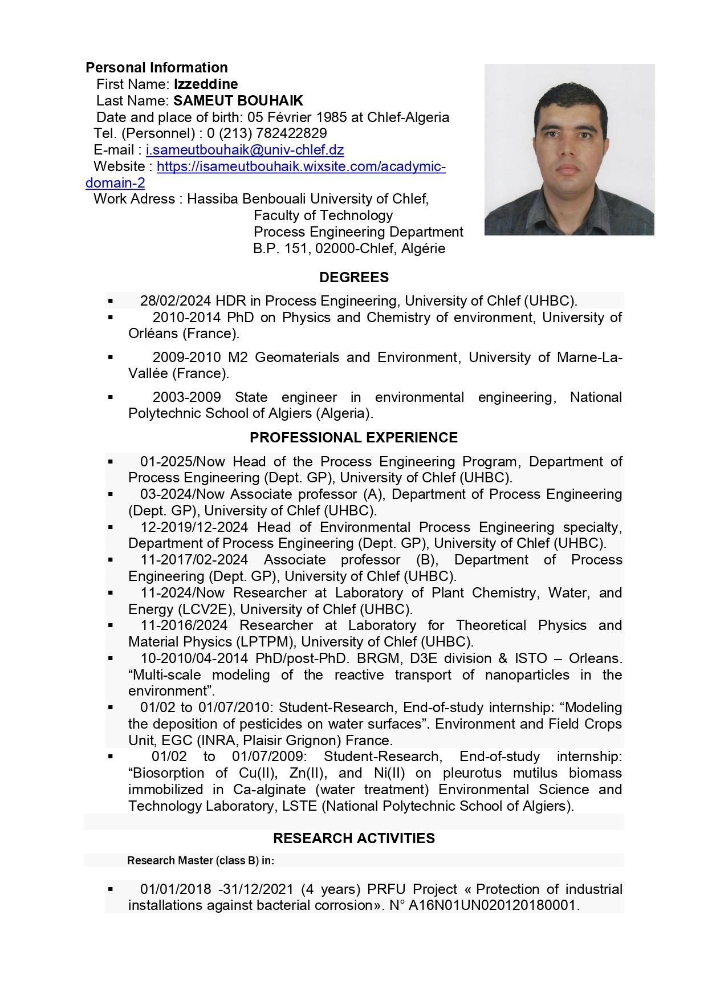 Personal Information
First Name: Izzeddine
Last Name: SAMEUT BOUHAIK
Date and place of birth: 05 Février 1985 at Chlef-Algeria
Tel. (Personnel) : 0 (213) 782422829
E-mail : i.sameutbouhaik@univ-chlef.dz
Website : https://isameutbouhaik.wixsite.com/acadymic-
domain-2
Work Adress : Hassiba Benbouali University of Chlef,
Faculty of Technology
Process Engineering Department
B.P. 151, 02000-Chlef, Algérie
DEGREES
▪ 28/02/2024 HDR in Process Engineering, University of Chlef (UHBC).
▪ 2010-2014 PhD on Physics and Chemistry of environment, University of
Orléans (France).
▪ 2009-2010 M2 Geomaterials and Environment, University of Marne-La-
Vallée (France).
▪ 2003-2009 State engineer in environmental engineering, National
Polytechnic School of Algiers (Algeria).
PROFESSIONAL EXPERIENCE
▪ 01-2025/Now Head of the Process Engineering Program, Department of
Process Engineering (Dept. GP), University of Chlef (UHBC).
▪ 03-2024/Now Associate professor (A), Department of Process Engineering
(Dept. GP), University of Chlef (UHBC).
▪ 12-2019/12-2024 Head of Environmental Process Engineering specialty,
Department of Process Engineering (Dept. GP), University of Chlef (UHBC).
▪ 11-2017/02-2024 Associate professor (B), Department of Process
Engineering (Dept. GP), University of Chlef (UHBC).
▪ 11-2024/Now Researcher at Laboratory of Plant Chemistry, Water, and
Energy (LCV2E), University of Chlef (UHBC).
▪ 11-2016/2024 Researcher at Laboratory for Theoretical Physics and
Material Physics (LPTPM), University of Chlef (UHBC).
▪ 10-2010/04-2014 PhD/post-PhD. BRGM, D3E division & ISTO – Orleans.
“Multi-scale modeling of the reactive transport of nanoparticles in the
environment”.
▪ 01/02 to 01/07/2010: Student-Research, End-of-study internship: “Modeling
the deposition of pesticides on water surfaces”. Environment and Field Crops
Unit, EGC (INRA, Plaisir Grignon) France.
▪ 01/02 to 01/07/2009: Student-Research, End-of-study internship:
“Biosorption of Cu(II), Zn(II), and Ni(II) on pleurotus mutilus biomass
immobilized in Ca-alginate (water treatment) Environmental Science and
Technology Laboratory, LSTE (National Polytechnic School of Algiers).
RESEARCH ACTIVITIES
Research Master (class B) in:
▪ 01/01/2018 -31/12/2021 (4 years) PRFU Project « Protection of industrial
installations against bacterial corrosion». N° A16N01UN020120180001.